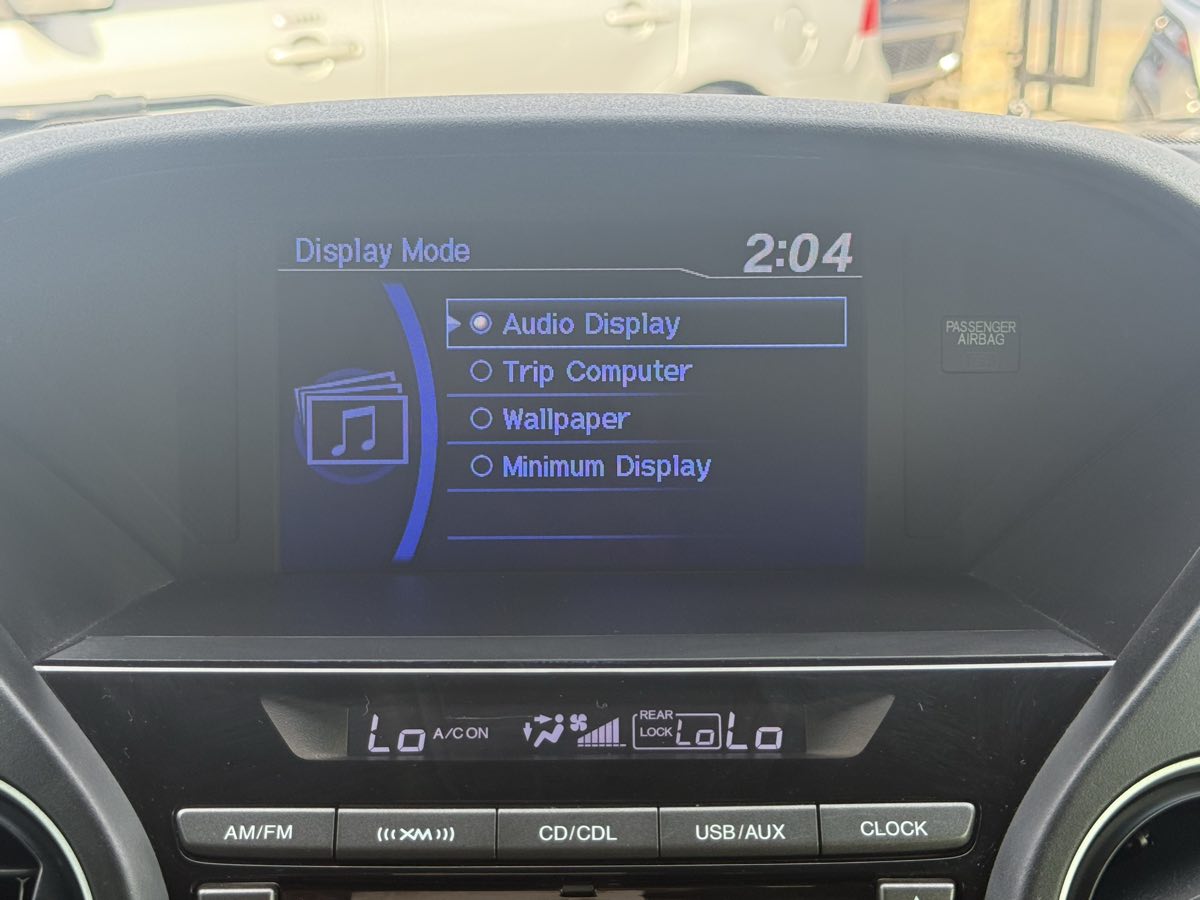 Display Mode
2:04
Audio Display
Trip Computer
Wallpaper
Minimum Display
PASSENGER
AIRBAG
Lo A/C ON
REAR
LOCK Lo Lo
AM/FM
(((XM)))
CD/CDL
USB/AUX
CLOCK